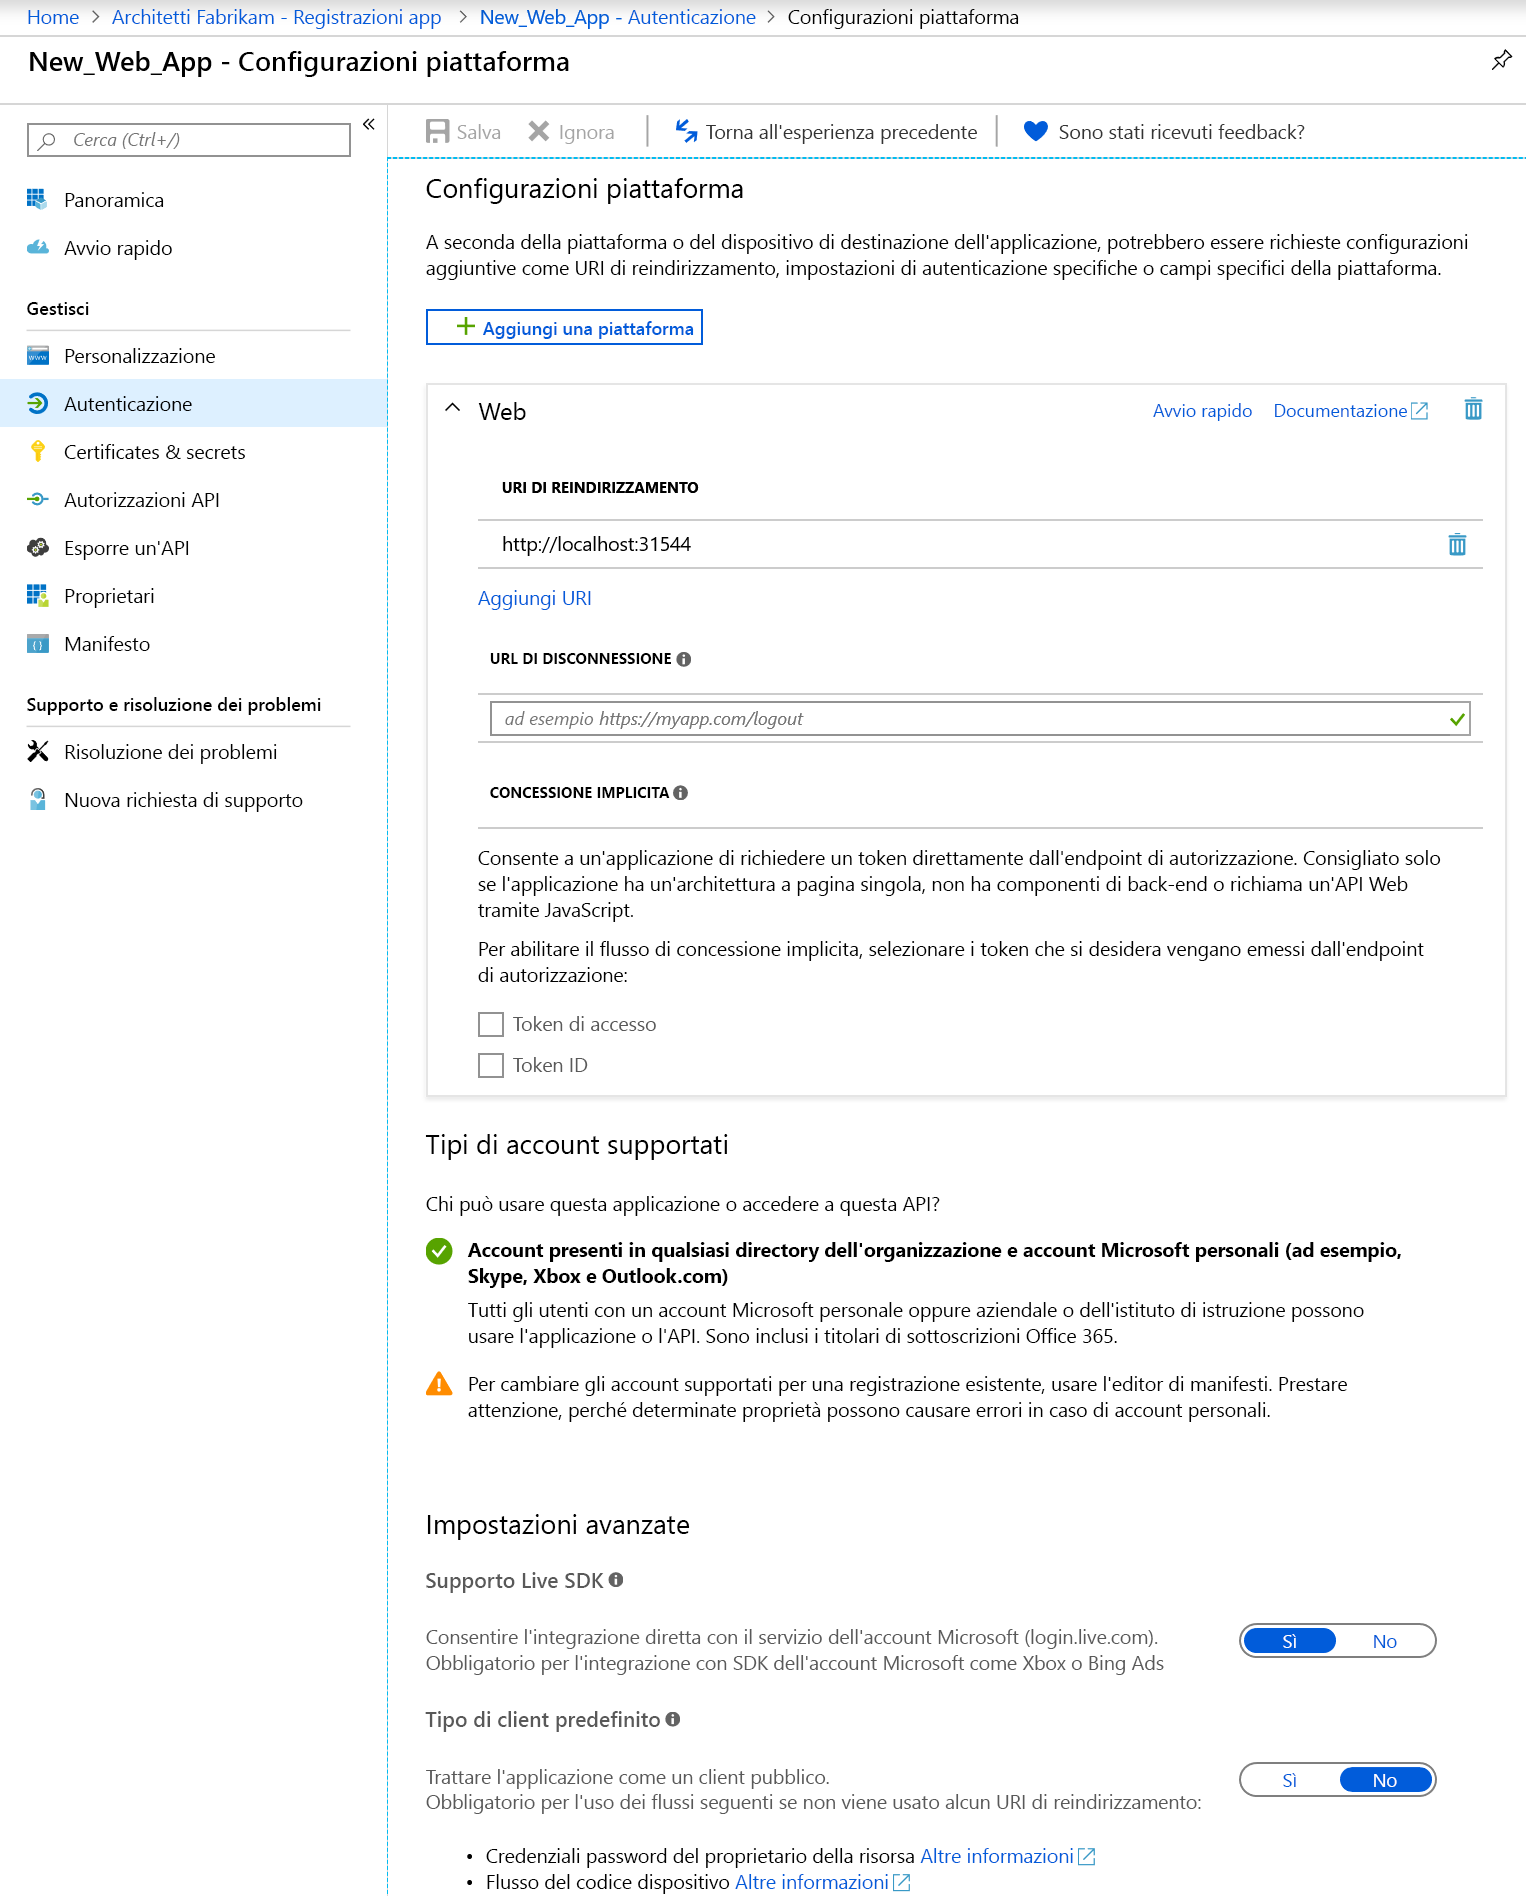 Home > Architetti Fabrikam - Registrazioni app > New_Web_App - Autenticazione > Configurazioni piattaforma
New_Web_App - Configurazioni piattaforma
Cerca (Ctrl+/)
Panoramica
Avvio rapido
Gestisci
Personalizzazione
Autenticazione
Certificates & secrets
Autorizzazioni API
Esporre un'API
Proprietari
Manifesto
Supporto e risoluzione dei problemi
Risoluzione dei problemi
Nuova richiesta di supporto
Salva Ignora Torna all'esperienza precedente Sono stati ricevuti feedback?
Configurazioni piattaforma
A seconda della piattaforma o del dispositivo di destinazione dell'applicazione, potrebbero essere richieste configurazioni
aggiuntive come URI di reindirizzamento, impostazioni di autenticazione specifiche o campi specifici della piattaforma.
+ Aggiungi una piattaforma
Web Avvio rapido Documentazione
URI DI REINDIRIZZAMENTO
http://localhost:31544
Aggiungi URI
URL DI DISCONNESSIONE
ad esempio https://myapp.com/logout
CONCESSIONE IMPLICITA
Consente a un'applicazione di richiedere un token direttamente dall'endpoint di autorizzazione. Consigliato solo
se l'applicazione ha un'architettura a pagina singola, non ha componenti di back-end o richiama un'API Web
tramite JavaScript.
Per abilitare il flusso di concessione implicita, selezionare i token che si desidera vengano emessi dall'endpoint
di autorizzazione:
Token di accesso
Token ID
Tipi di account supportati
Chi può usare questa applicazione o accedere a questa API?
Account presenti in qualsiasi directory dell'organizzazione e account Microsoft personali (ad esempio,
Skype, Xbox e Outlook.com)
Tutti gli utenti con un account Microsoft personale oppure aziendale o dell'istituto di istruzione possono
usare l'applicazione o l'API. Sono inclusi i titolari di sottoscrizioni Office 365.
Per cambiare gli account supportati per una registrazione esistente, usare l'editor di manifesti. Prestare
attenzione, perché determinate proprietà possono causare errori in caso di account personali.
Impostazioni avanzate
Supporto Live SDK
Consentire l'integrazione diretta con il servizio dell'account Microsoft (login.live.com).
Obbligatorio per l'integrazione con SDK dell'account Microsoft come Xbox o Bing Ads
Sì No
Tipo di client predefinito
Trattare l'applicazione come un client pubblico.
Obbligatorio per l'uso dei flussi seguenti se non viene usato alcun URI di reindirizzamento:
Sì No
• Credenziali password del proprietario della risorsa Altre informazioni
• Flusso del codice dispositivo Altre informazioni